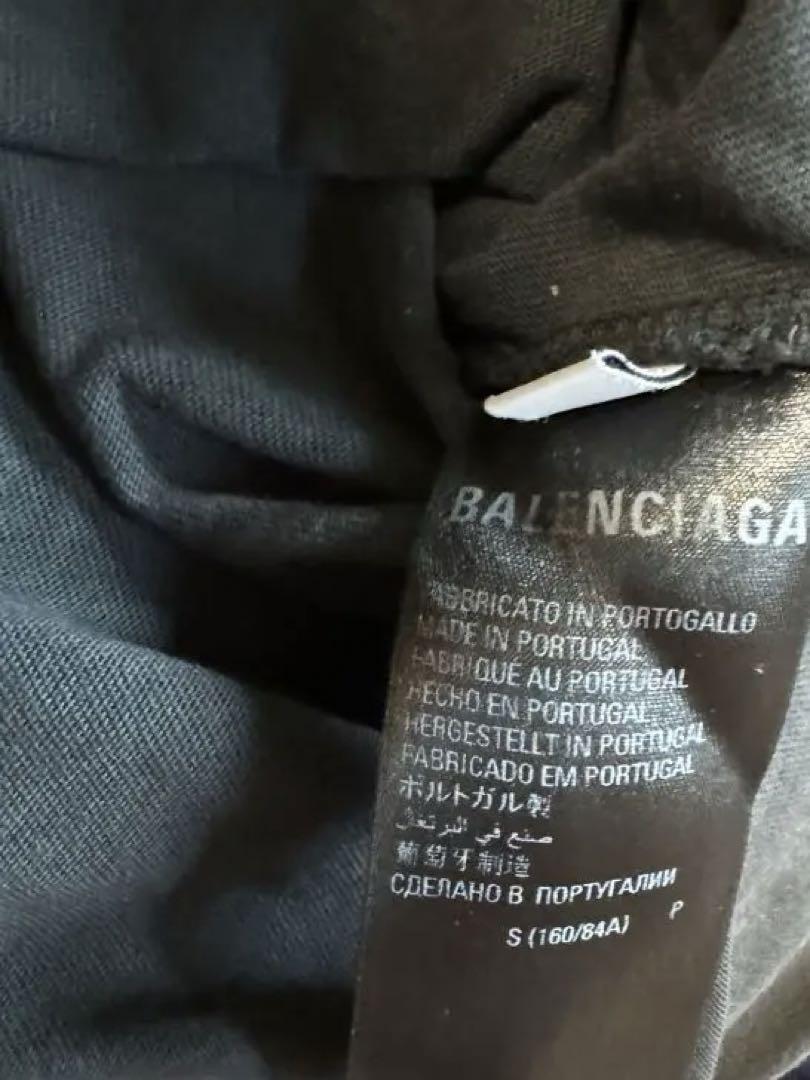 BALENCIAGA
FABBRICATO IN PORTOGALLO
MADE IN PORTUGAL
FABRIQUÉ AU PORTUGAL
HECHO EN PORTUGAL
HERGESTELLT IN PORTUGAL
FABRICADO EM PORTUGAL
ポルトガル製
صنع في البرتغال
葡萄牙制造
СДЕЛАНО В ПОРТУГАЛИИ
S (160/84A) P